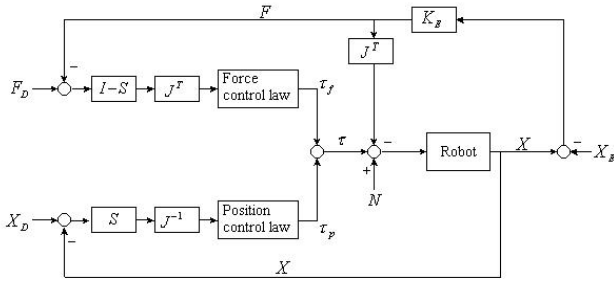 F
K_E
J^T
F_D
−
I−S
J^T
Force
control law
τ_f
τ
−
+
N
Robot
X
−
X_E
X_D
−
S
J^{-1}
Position
control law
τ_p
X